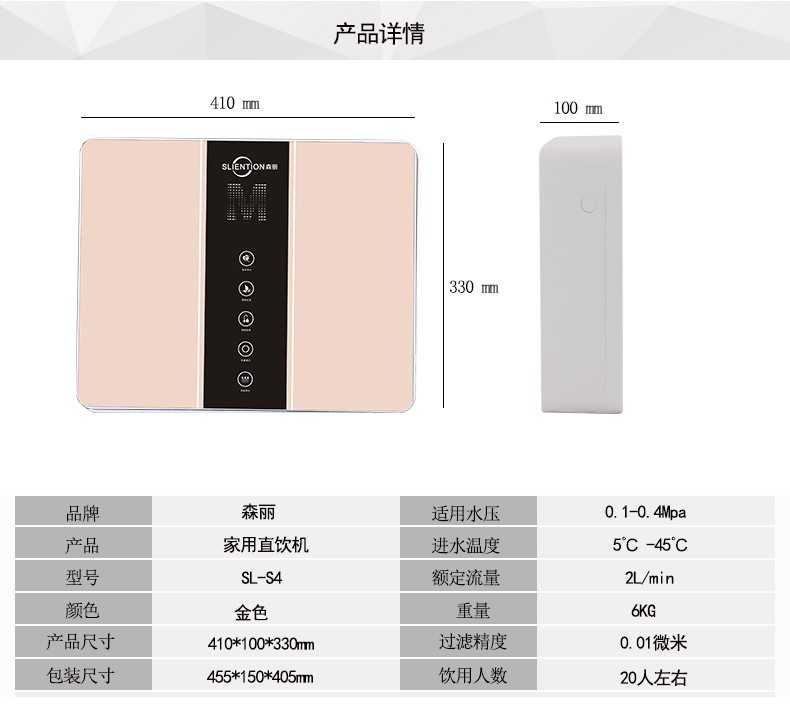 产品详情
410 mm
100 mm
SLIENTION森丽
M
330 mm
品牌 森丽 适用水压 0.1-0.4Mpa
产品 家用直饮机 进水温度 5℃ -45℃
型号 SL-S4 额定流量 2L/min
颜色 金色 重量 6KG
产品尺寸 410*100*330mm 过滤精度 0.01微米
包装尺寸 455*150*405mm 饮用人数 20人左右